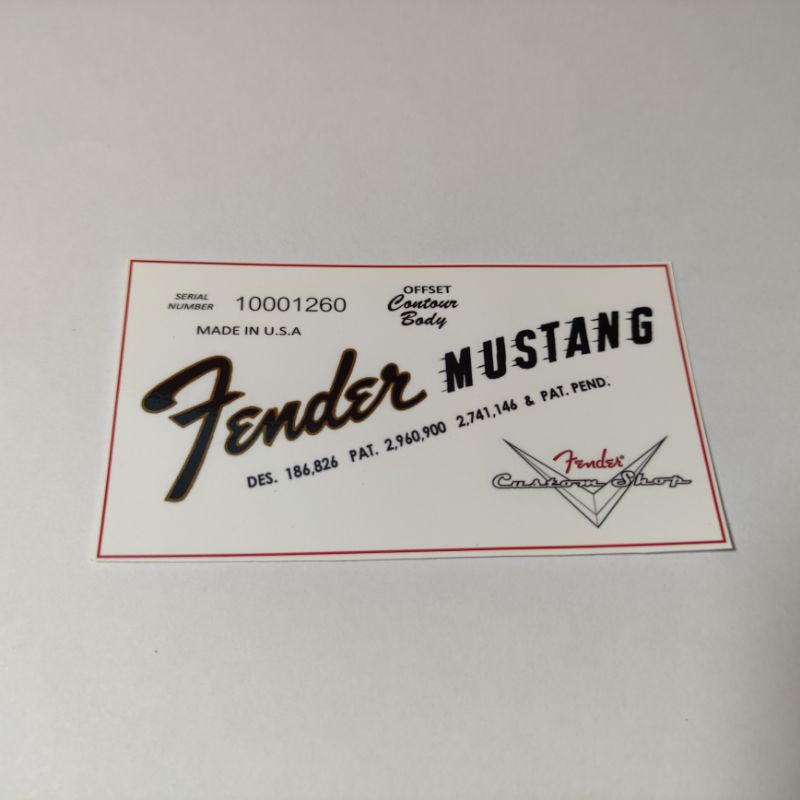 SERIAL
NUMBER
10001260
MADE IN U.S.A
OFFSET
Contour
Body
Fender MUSTANG
DES. 186,826 PAT. 2,960,900 2,741,146 & PAT. PEND.
Fender®
Custom Shop